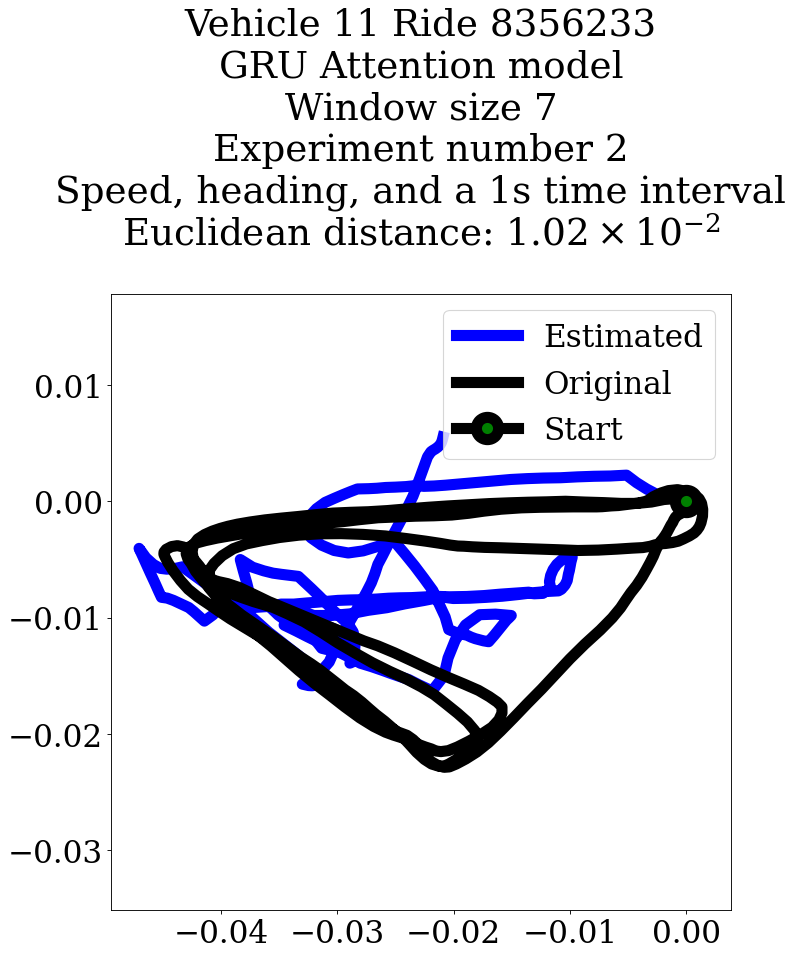 Vehicle 11 Ride 8356233
GRU Attention model
Window size 7
Experiment number 2
Speed, heading, and a 1s time interval
Euclidean distance: 1.02 × 10⁻²
Estimated
Original
Start
0.01
0.00
−0.01
−0.02
−0.03
−0.04 −0.03 −0.02 −0.01 0.00